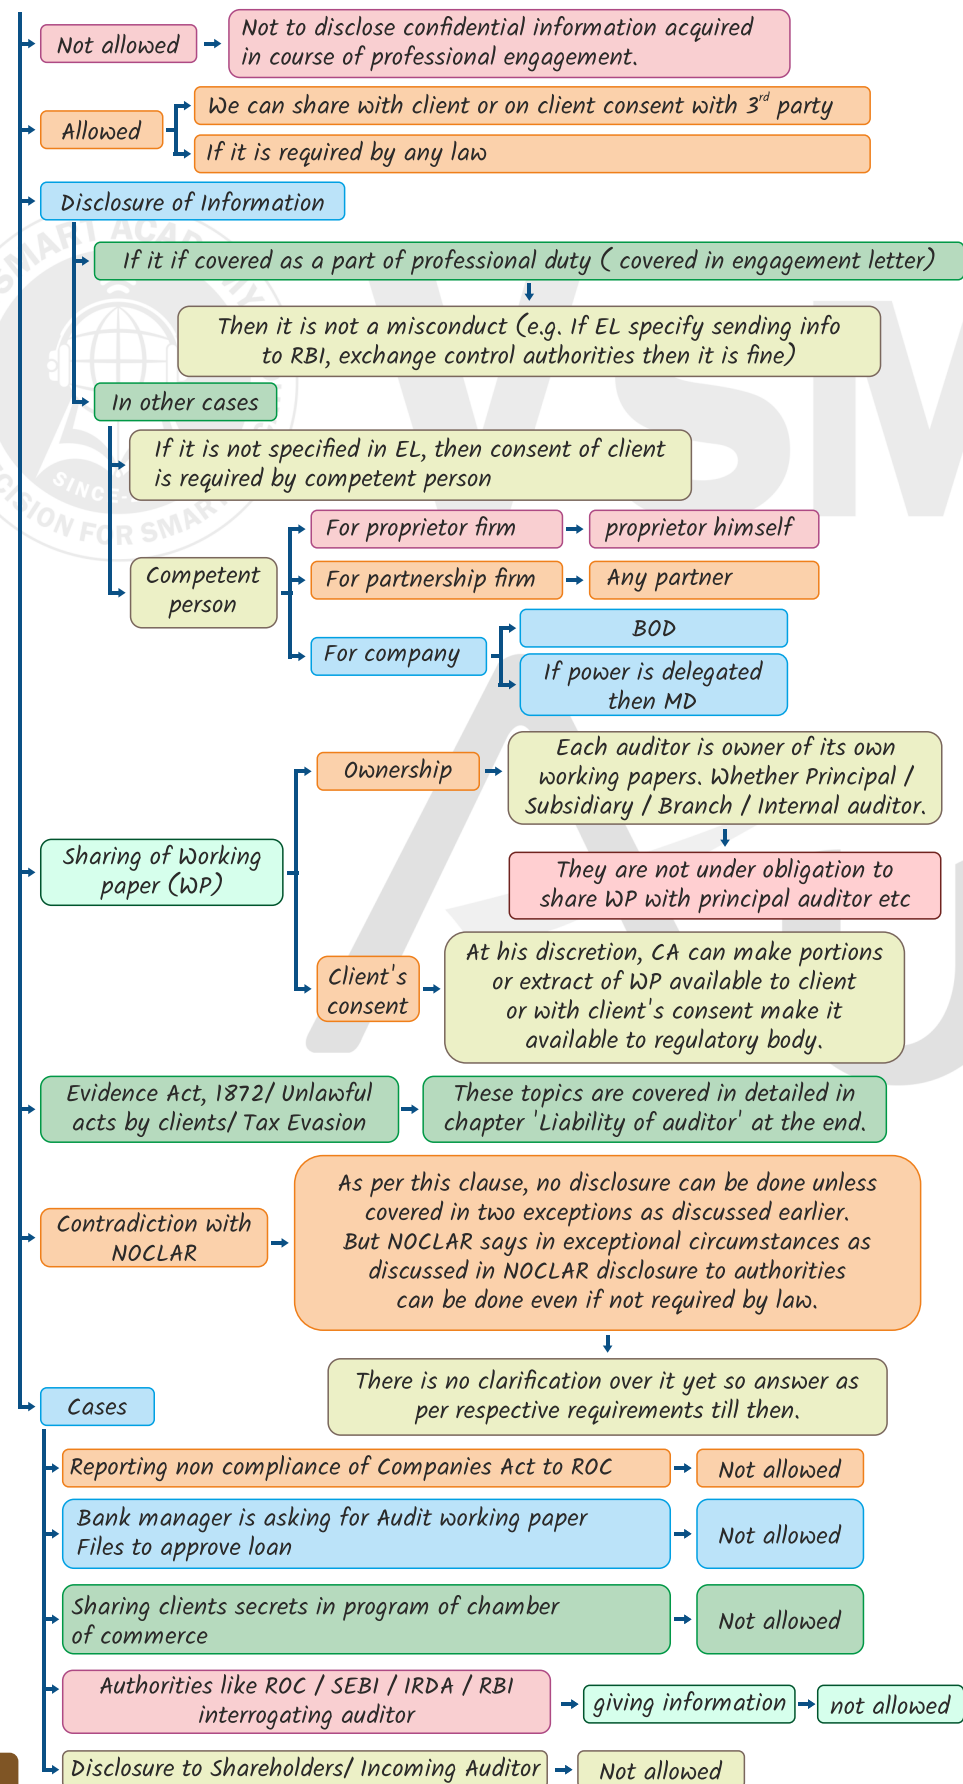 Not allowed
Not to disclose confidential information acquired
in course of professional engagement.
Allowed
We can share with client or on client consent with 3rd party
If it is required by any law
Disclosure of Information
If it if covered as a part of professional duty ( covered in engagement letter)
Then it is not a misconduct (e.g. If EL specify sending info
to RBI, exchange control authorities then it is fine)
In other cases
If it is not specified in EL, then consent of client
is required by competent person
Competent
person
For proprietor firm
proprietor himself
For partnership firm
Any partner
For company
BOD
If power is delegated
then MD
Sharing of Working
paper (WP)
Ownership
Each auditor is owner of its own
working papers. Whether Principal /
Subsidiary / Branch / Internal auditor.
They are not under obligation to
share WP with principal auditor etc
Client's
consent
At his discretion, CA can make portions
or extract of WP available to client
or with client's consent make it
available to regulatory body.
Evidence Act, 1872/ Unlawful
acts by clients/ Tax Evasion
These topics are covered in detailed in
chapter 'Liability of auditor' at the end.
Contradiction with
NOCLAR
As per this clause, no disclosure can be done unless
covered in two exceptions as discussed earlier.
But NOCLAR says in exceptional circumstances as
discussed in NOCLAR disclosure to authorities
can be done even if not required by law.
There is no clarification over it yet so answer as
per respective requirements till then.
Cases
Reporting non compliance of Companies Act to ROC
Not allowed
Bank manager is asking for Audit working paper
Files to approve loan
Not allowed
Sharing clients secrets in program of chamber
of commerce
Not allowed
Authorities like ROC / SEBI / IRDA / RBI
interrogating auditor
giving information
not allowed
Disclosure to Shareholders/ Incoming Auditor
Not allowed